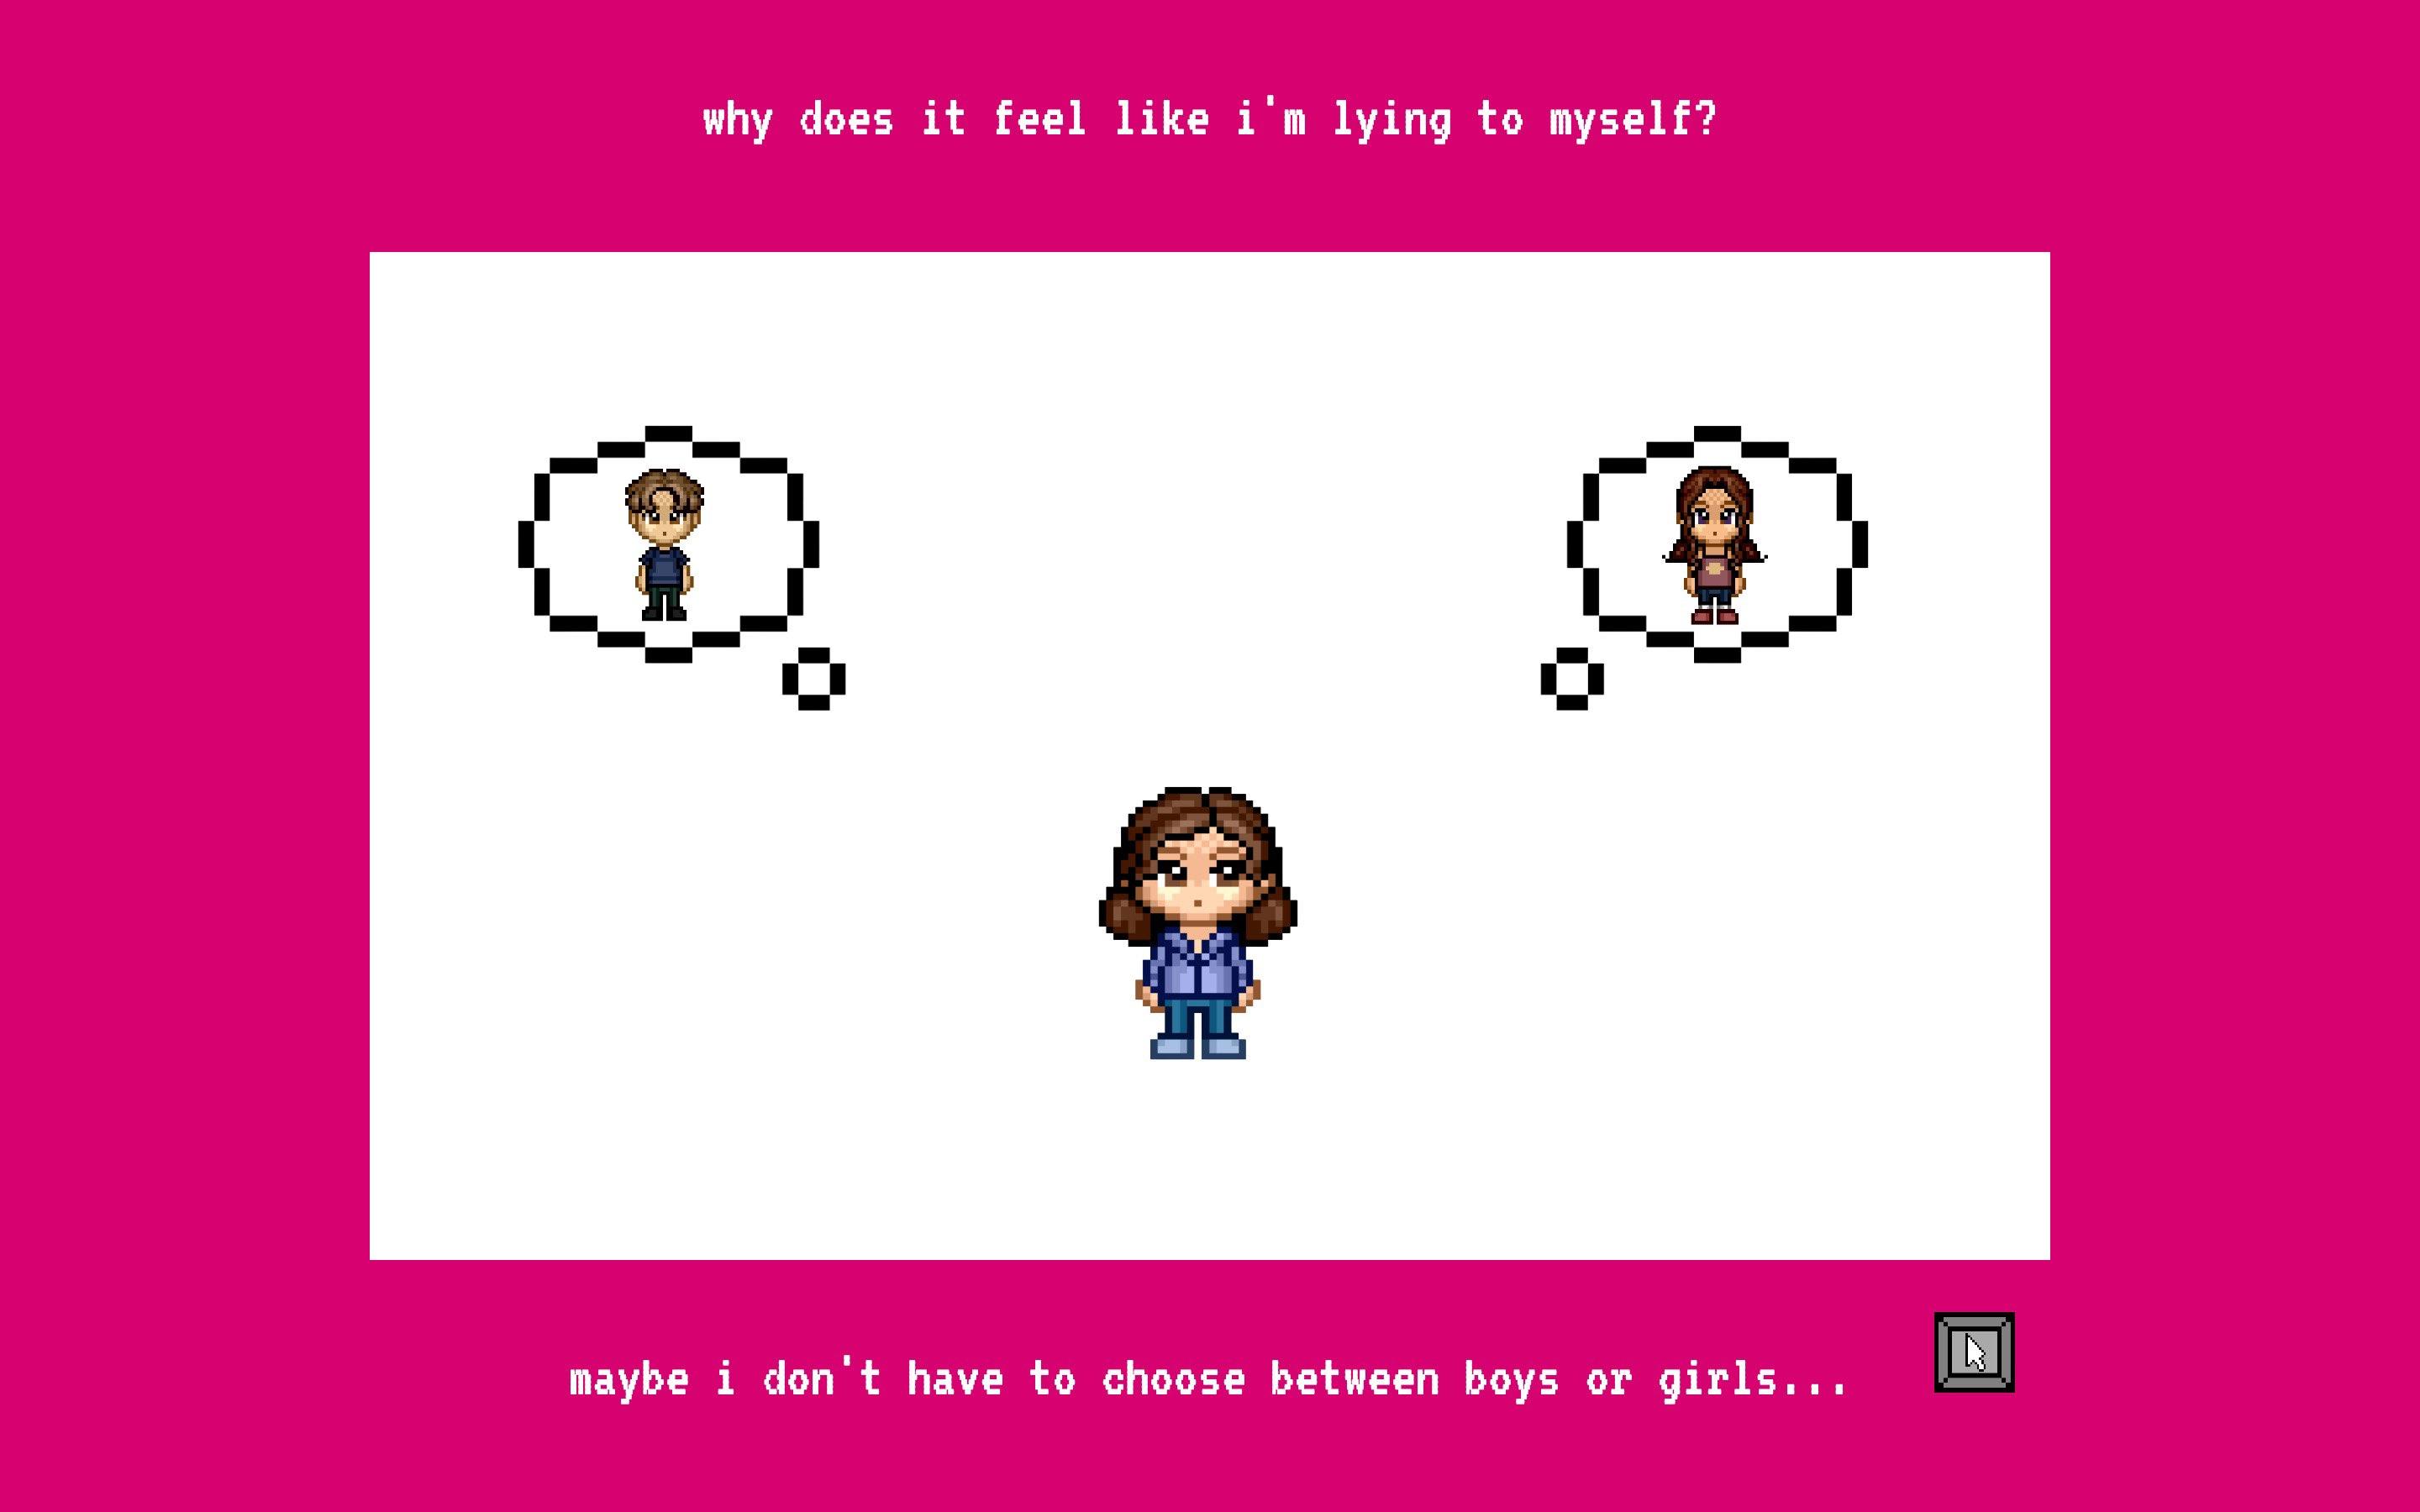 why does it feel like i'm lying to myself?
maybe i don't have to choose between boys or girls...